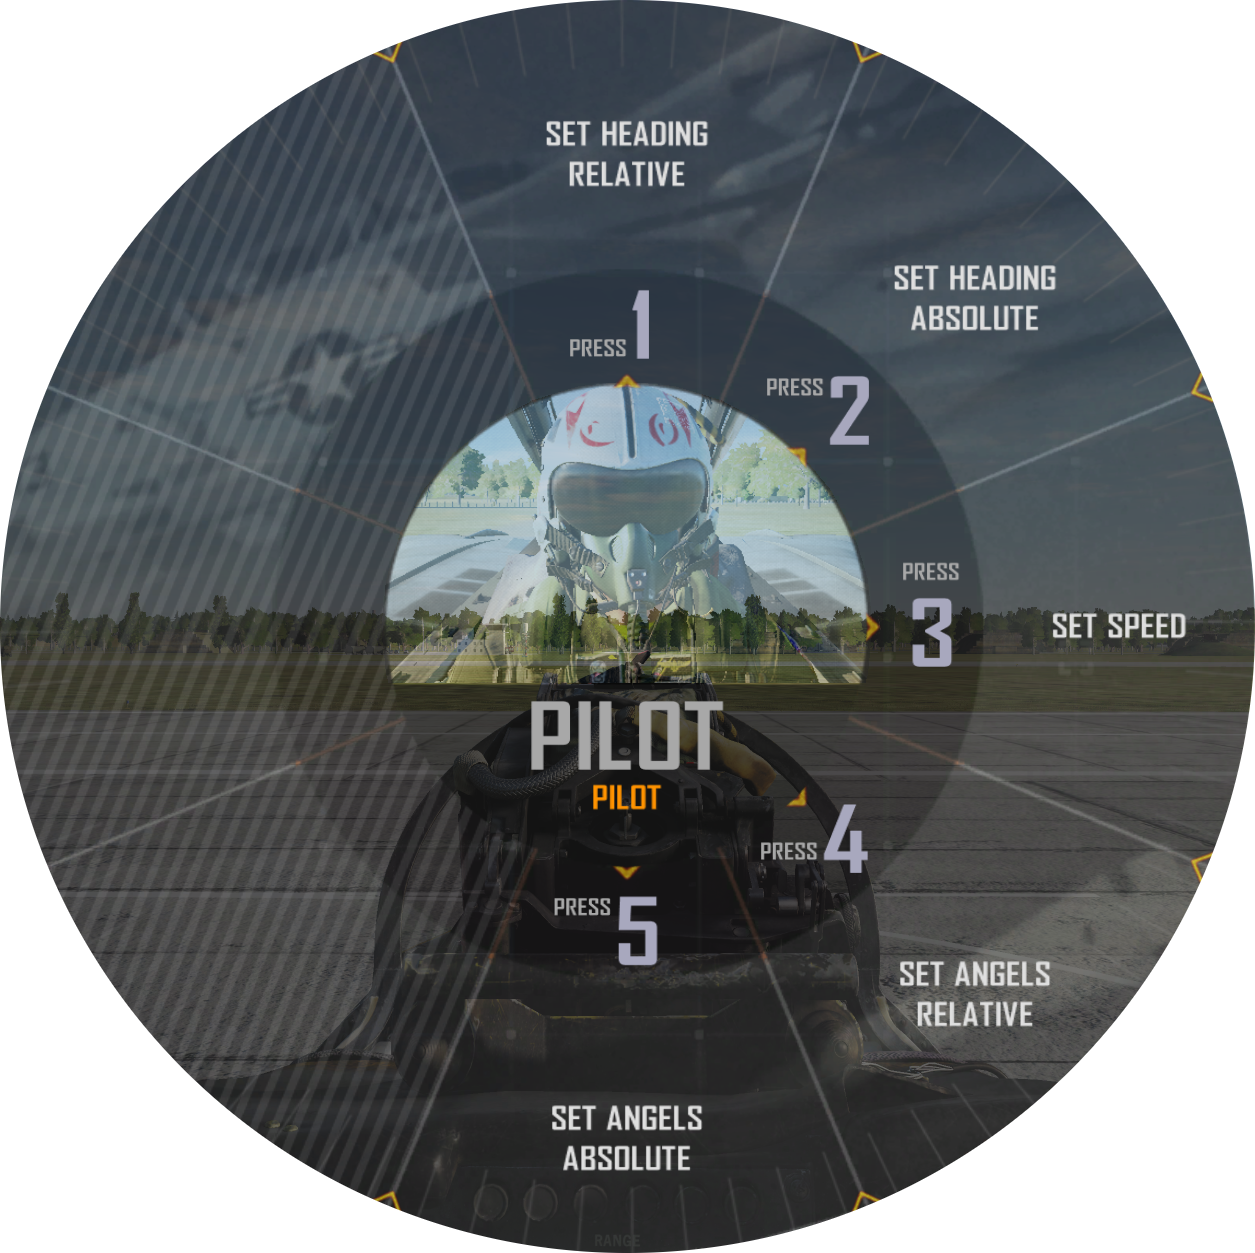 SET HEADING
RELATIVE
PRESS 1
SET HEADING
ABSOLUTE
PRESS 2
PRESS
3
SET SPEED
PILOT
PILOT
PRESS 4
SET ANGELS
RELATIVE
PRESS 5
SET ANGELS
ABSOLUTE
RANGE